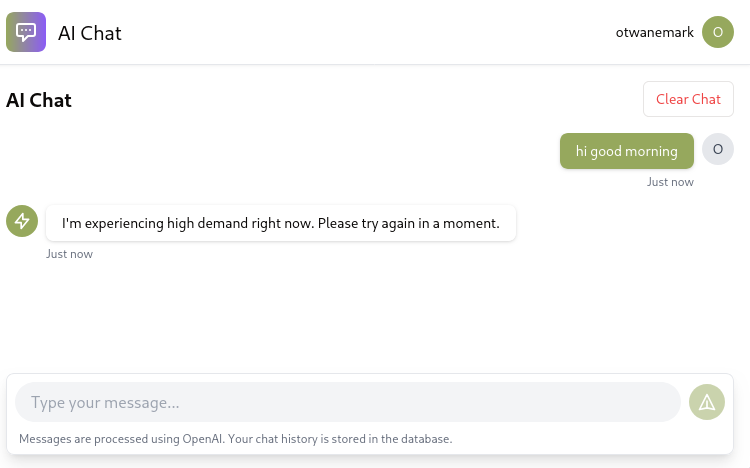 AI Chat
otwanemark
O
AI Chat
Clear Chat
hi good morning
O
Just now
I'm experiencing high demand right now. Please try again in a moment.
Just now
Type your message...
Messages are processed using OpenAI. Your chat history is stored in the database.